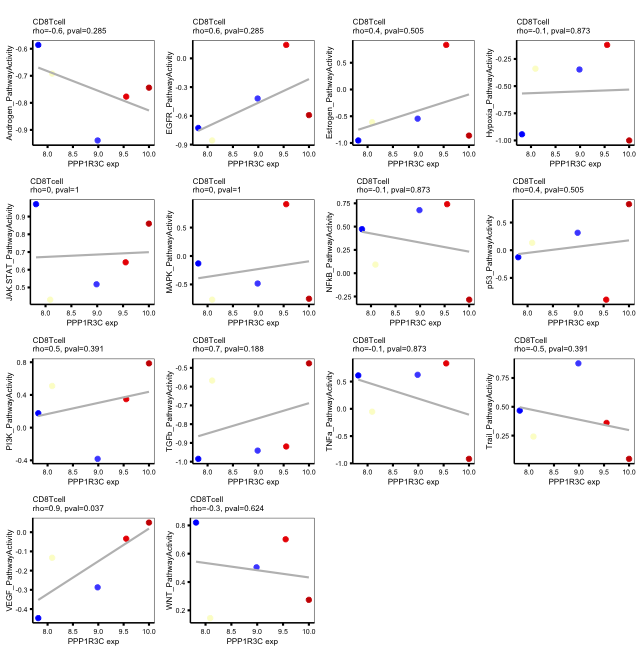 CD8Tcell
rho=-0.6, pval=0.285
Androgen_PathwayActivity
-0.6
-0.7
-0.8
-0.9
8.0 8.5 9.0 9.5 10.0
PPP1R3C exp
CD8Tcell
rho=0.6, pval=0.285
EGFR_PathwayActivity
0.0
-0.3
-0.6
-0.9
8.0 8.5 9.0 9.5 10.0
PPP1R3C exp
CD8Tcell
rho=0.4, pval=0.505
Estrogen_PathwayActivity
0.5
0.0
-0.5
-1.0
8.0 8.5 9.0 9.5 10.0
PPP1R3C exp
CD8Tcell
rho=-0.1, pval=0.873
Hypoxia_PathwayActivity
-0.25
-0.50
-0.75
-1.00
8.0 8.5 9.0 9.5 10.0
PPP1R3C exp
CD8Tcell
rho=0, pval=1
JAK.STAT_PathwayActivity
0.9
0.8
0.7
0.6
0.5
8.0 8.5 9.0 9.5 10.0
PPP1R3C exp
CD8Tcell
rho=0, pval=1
MAPK_PathwayActivity
0.5
0.0
-0.5
8.0 8.5 9.0 9.5 10.0
PPP1R3C exp
CD8Tcell
rho=-0.1, pval=0.873
NFkB_PathwayActivity
0.75
0.50
0.25
0.00
-0.25
8.0 8.5 9.0 9.5 10.0
PPP1R3C exp
CD8Tcell
rho=0.4, pval=0.505
p53_PathwayActivity
0.5
0.0
-0.5
8.0 8.5 9.0 9.5 10.0
PPP1R3C exp
CD8Tcell
rho=0.5, pval=0.391
PI3K_PathwayActivity
0.8
0.4
0.0
-0.4
8.0 8.5 9.0 9.5 10.0
PPP1R3C exp
CD8Tcell
rho=0.7, pval=0.188
TGFb_PathwayActivity
-0.5
-0.6
-0.7
-0.8
-0.9
-1.0
8.0 8.5 9.0 9.5 10.0
PPP1R3C exp
CD8Tcell
rho=-0.1, pval=0.873
TNFa_PathwayActivity
0.5
0.0
-0.5
-1.0
8.0 8.5 9.0 9.5 10.0
PPP1R3C exp
CD8Tcell
rho=-0.5, pval=0.391
Trail_PathwayActivity
0.75
0.50
0.25
8.0 8.5 9.0 9.5 10.0
PPP1R3C exp
CD8Tcell
rho=0.9, pval=0.037
VEGF_PathwayActivity
0.0
-0.1
-0.2
-0.3
-0.4
8.0 8.5 9.0 9.5 10.0
PPP1R3C exp
CD8Tcell
rho=-0.3, pval=0.624
WNT_PathwayActivity
0.8
0.6
0.4
0.2
8.0 8.5 9.0 9.5 10.0
PPP1R3C exp